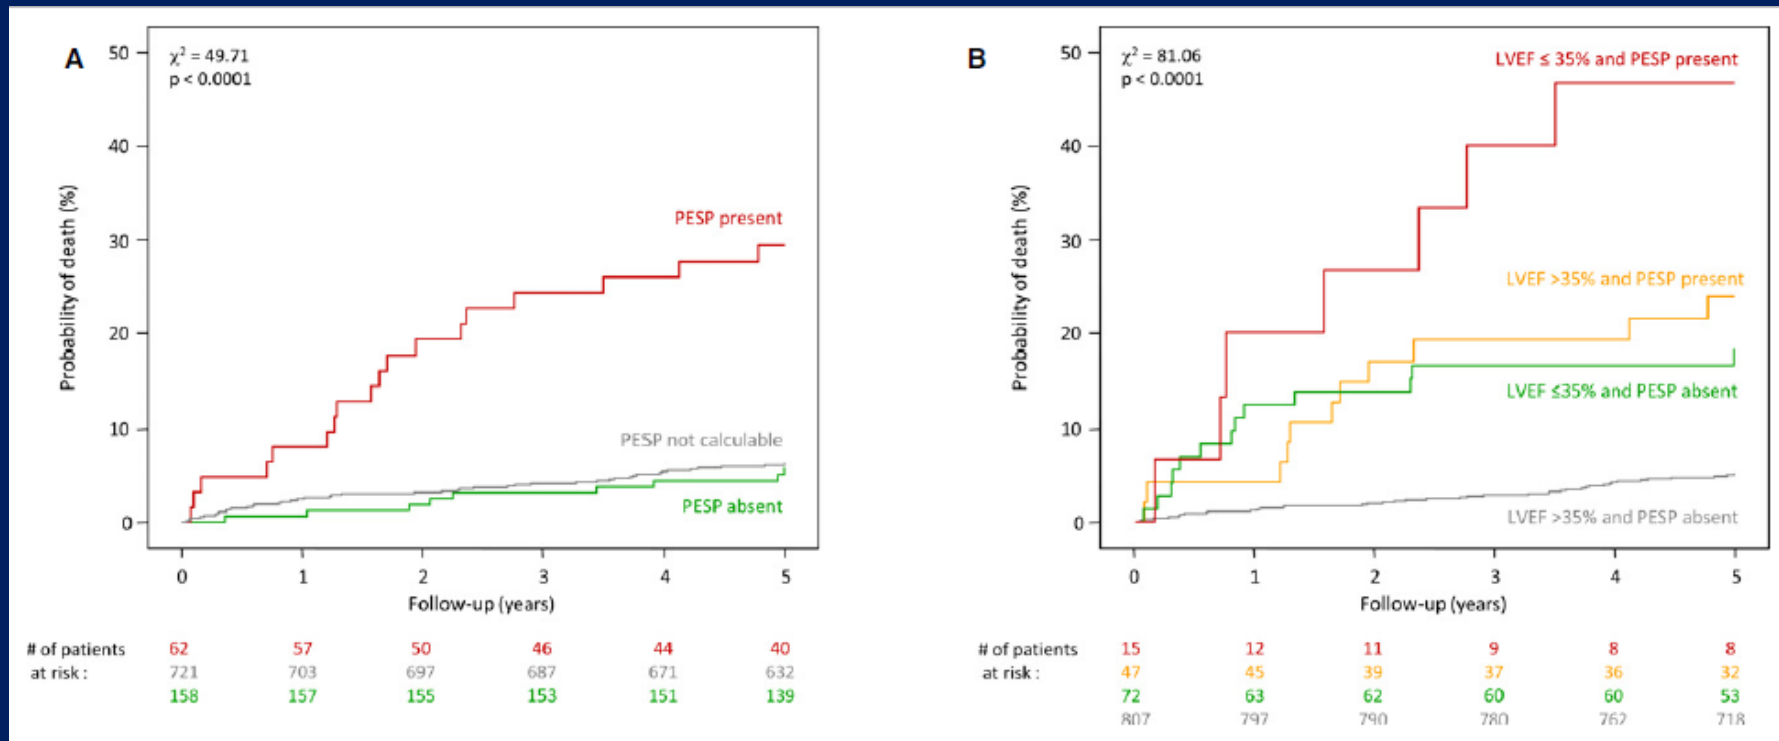 A
χ² = 49.71
p < 0.0001
50
40
30
20
10
0
Probability of death (%)
PESP present
PESP not calculable
PESP absent
0 1 2 3 4 5
Follow-up (years)
# of patients 62 57 50 46 44 40
at risk : 721 703 697 687 671 632
158 157 155 153 151 139
B
χ² = 81.06
p < 0.0001
50
40
30
20
10
0
Probability of death (%)
LVEF ≤ 35% and PESP present
LVEF >35% and PESP present
LVEF ≤35% and PESP absent
LVEF >35% and PESP absent
0 1 2 3 4 5
Follow-up (years)
# of patients 15 12 11 9 8 8
at risk : 47 45 39 37 36 32
72 63 62 60 60 53
807 797 790 780 762 718